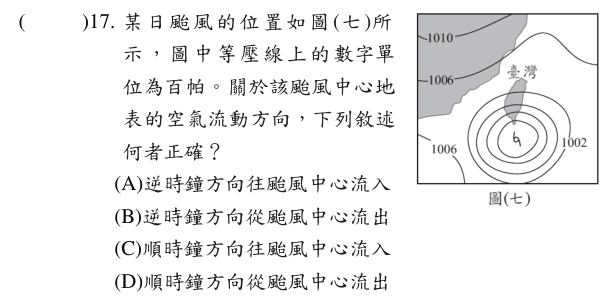 (　　)17. 某日颱風的位置如圖(七)所
示，圖中等壓線上的數字單
位為百帕。關於該颱風中心地
表的空氣流動方向，下列敘述
何者正確？
(A)逆時鐘方向往颱風中心流入
(B)逆時鐘方向從颱風中心流出
(C)順時鐘方向往颱風中心流入
(D)順時鐘方向從颱風中心流出
1010
1006
臺灣
1006
1002
圖(七)